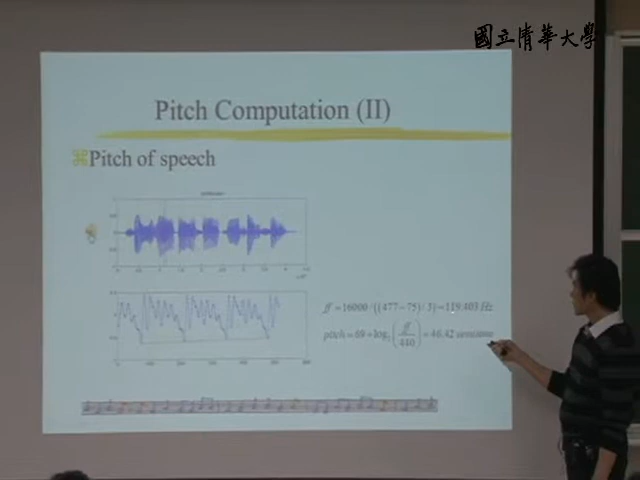 國立清華大學
Pitch Computation (II)
⌘Pitch of speech
ff = 16000 / ((477 − 75) / 3) = 119.403 Hz
pitch = 69 + log₂(ff/440) = 46.42 semitone